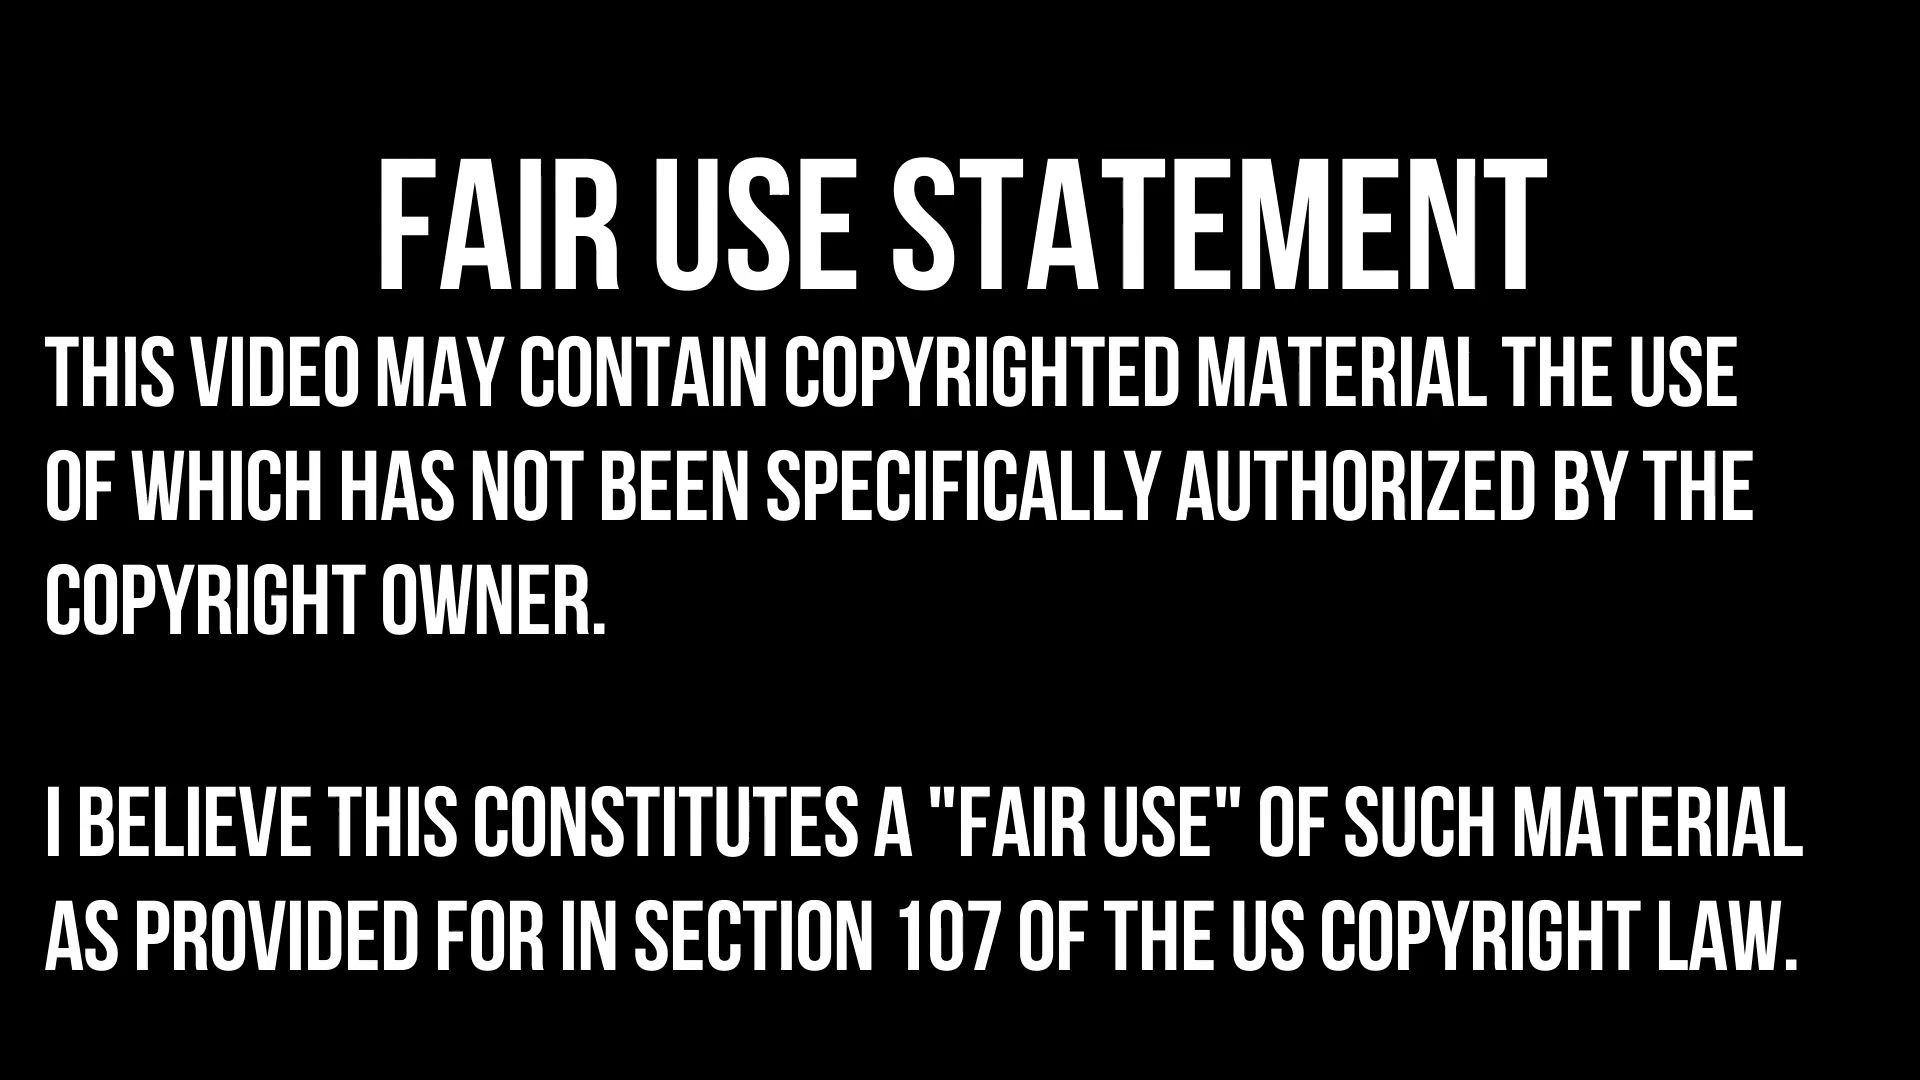 FAIR USE STATEMENT
THIS VIDEO MAY CONTAIN COPYRIGHTED MATERIAL THE USE
OF WHICH HAS NOT BEEN SPECIFICALLY AUTHORIZED BY THE
COPYRIGHT OWNER.
I BELIEVE THIS CONSTITUTES A "FAIR USE" OF SUCH MATERIAL
AS PROVIDED FOR IN SECTION 107 OF THE US COPYRIGHT LAW.